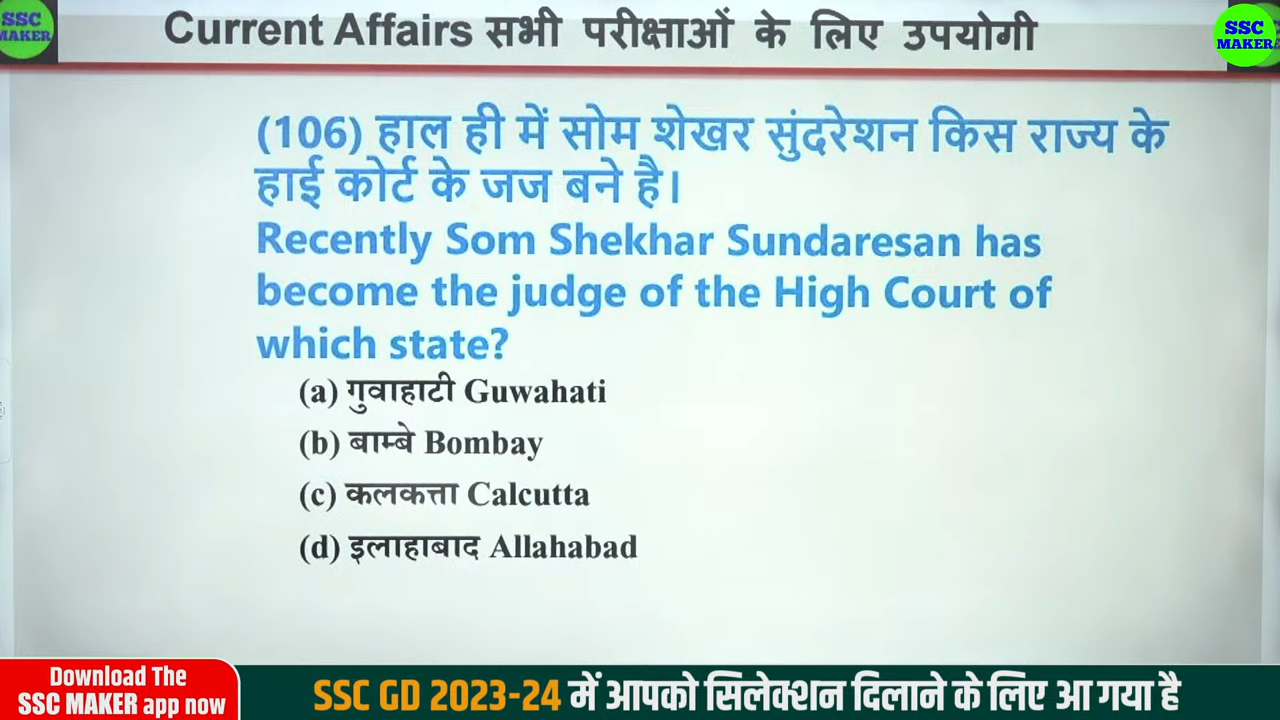 SSC
MAKER
Current Affairs सभी परीक्षाओं के लिए उपयोगी
SSC
MAKER
(106) हाल ही में सोम शेखर सुंदरेशन किस राज्य के
हाई कोर्ट के जज बने है।
Recently Som Shekhar Sundaresan has
become the judge of the High Court of
which state?
(a) गुवाहाटी Guwahati
(b) बाम्बे Bombay
(c) कलकत्ता Calcutta
(d) इलाहाबाद Allahabad
Download The
SSC MAKER app now
SSC GD 2023-24 में आपको सिलेक्शन दिलाने के लिए आ गया है